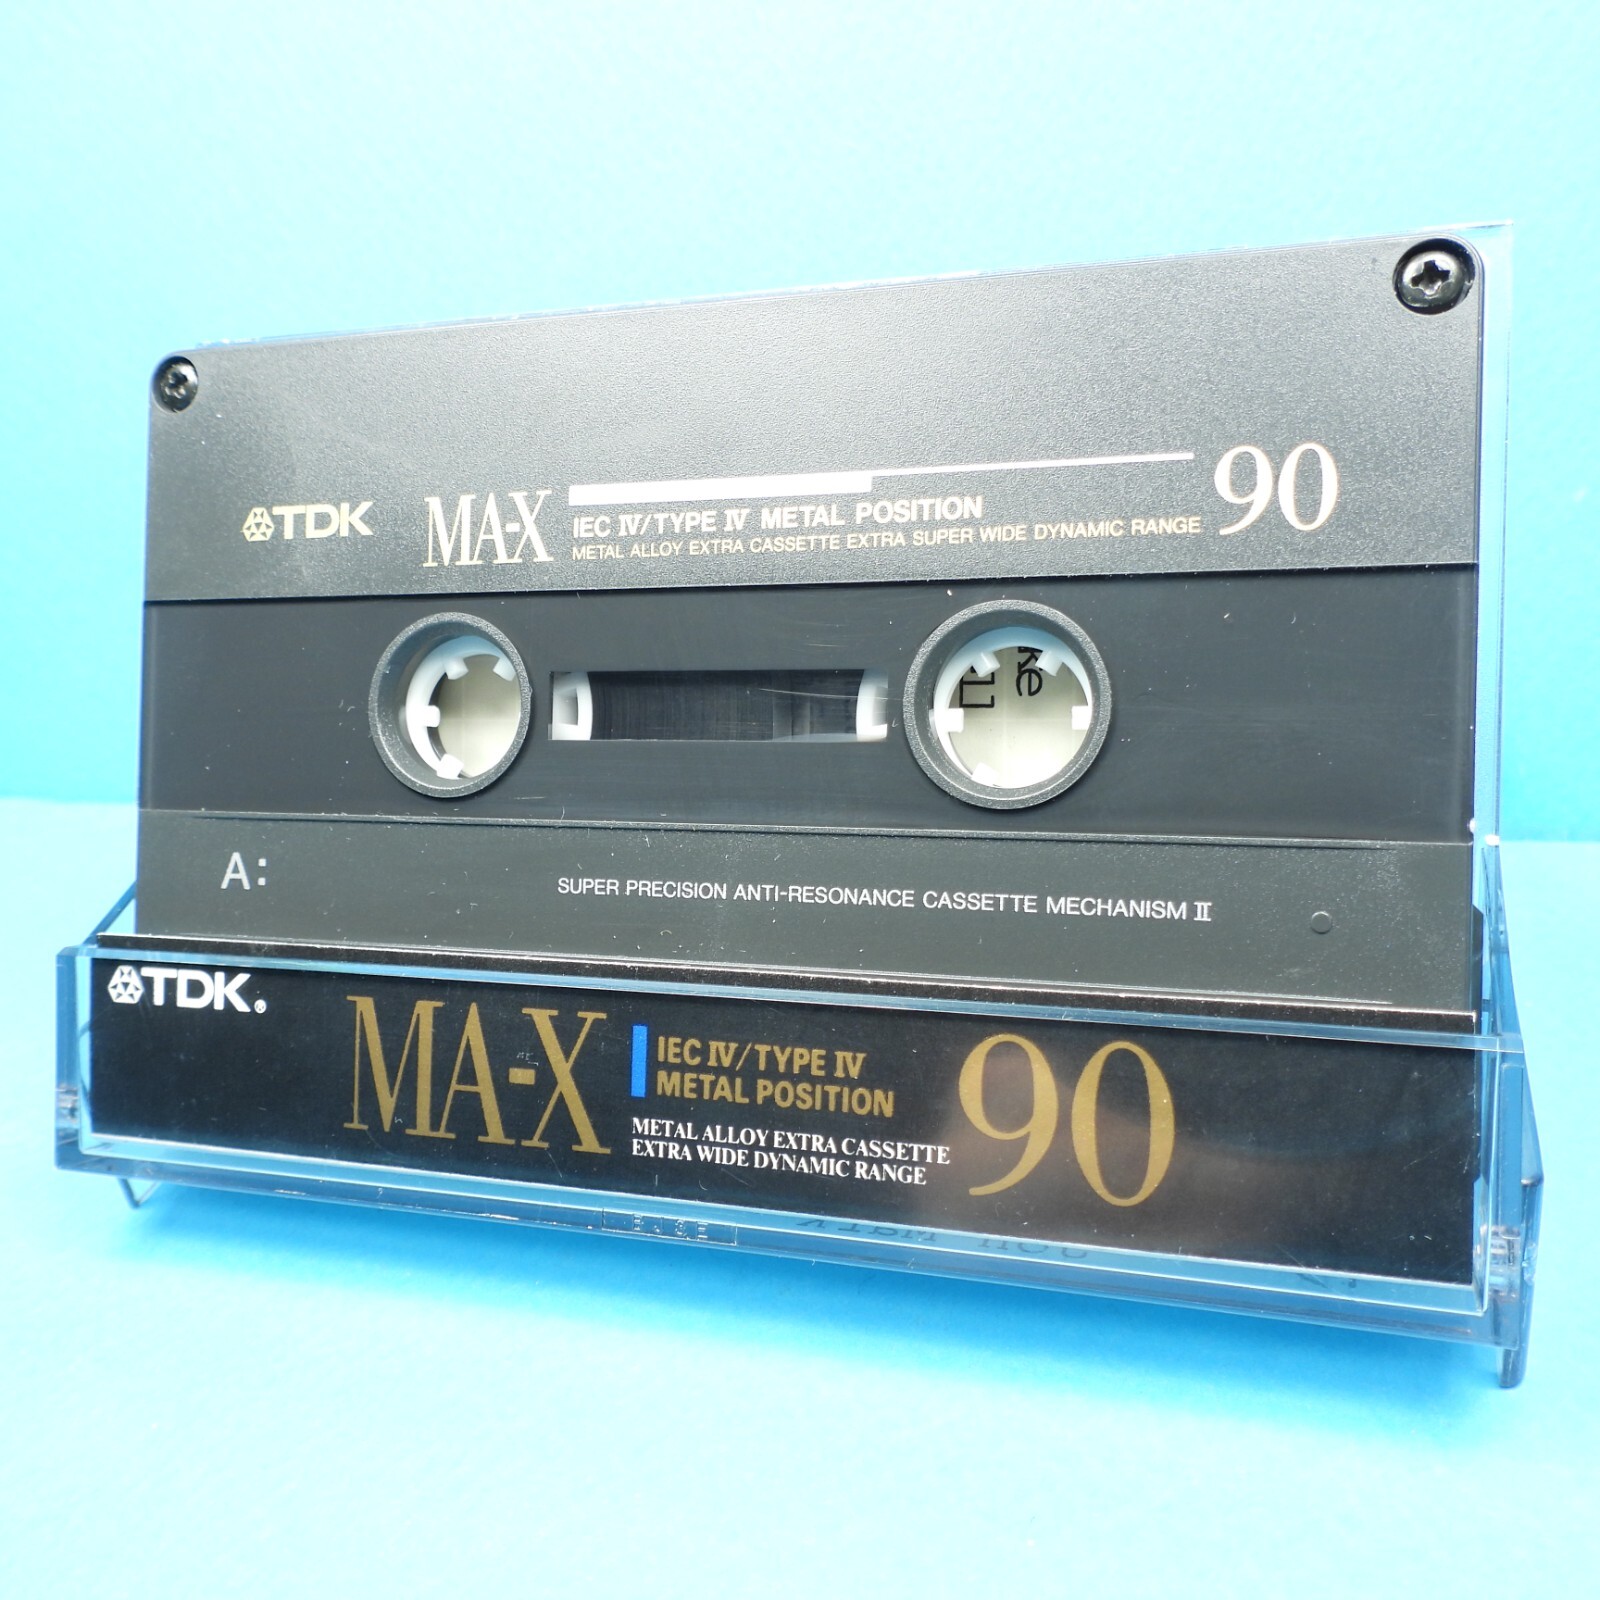 TDK
MA-X
IEC IV/TYPE IV METAL POSITION
METAL ALLOY EXTRA CASSETTE EXTRA SUPER WIDE DYNAMIC RANGE
90
ke
A:
SUPER PRECISION ANTI-RESONANCE CASSETTE MECHANISM II
TDK®
MA-X
IEC IV/TYPE IV
METAL POSITION
METAL ALLOY EXTRA CASSETTE
EXTRA WIDE DYNAMIC RANGE
90